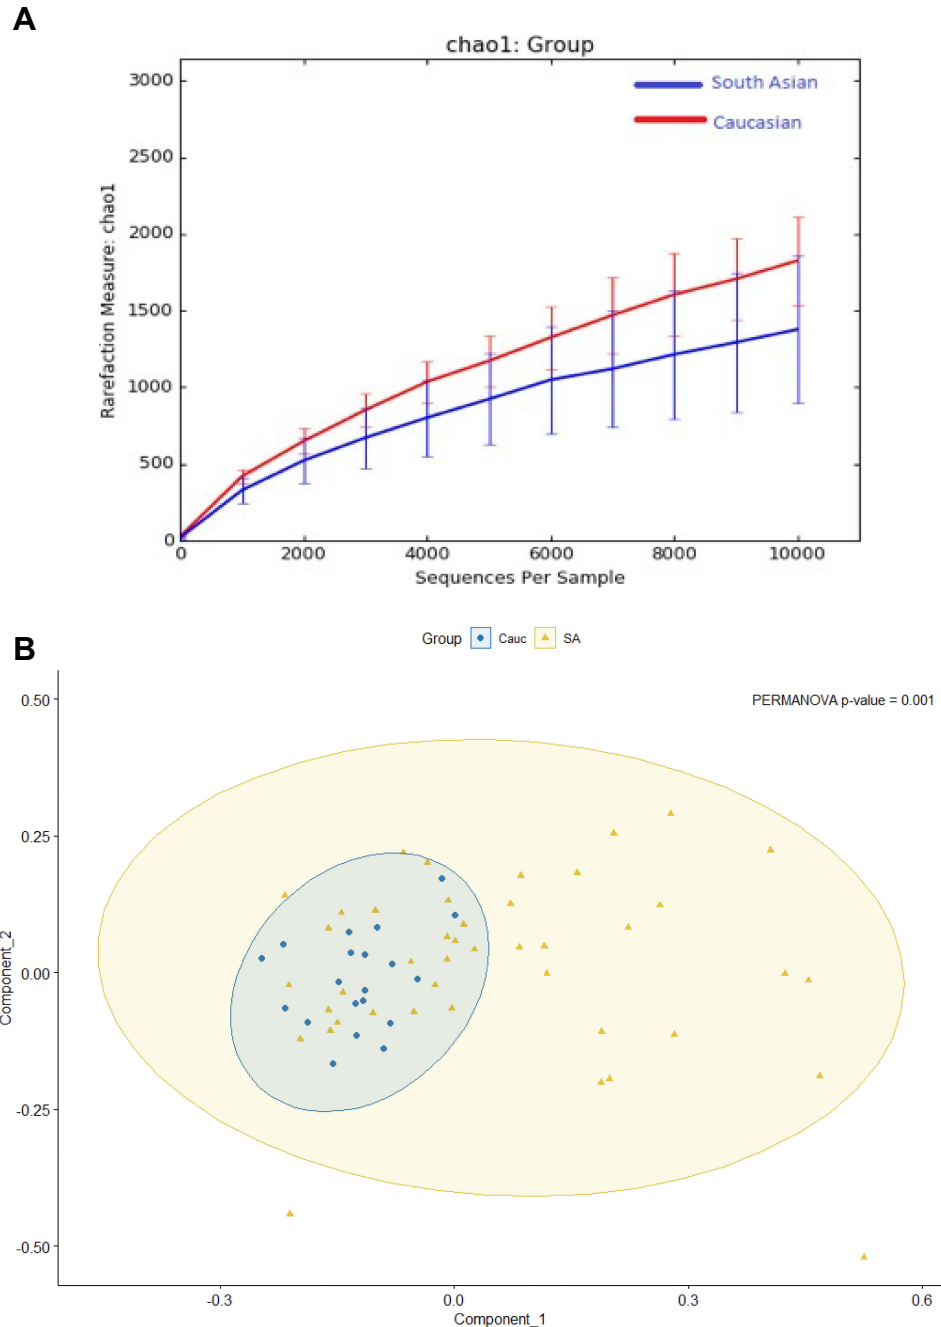 A
chao1: Group
3000
2500
2000
1500
1000
500
0
Rarefaction Measure: chao1
South Asian
Caucasian
0 2000 4000 6000 8000 10000
Sequences Per Sample
B
Group Cauc SA
PERMANOVA p-value = 0.001
0.50
0.25
0.00
-0.25
-0.50
Component_2
-0.3 0.0 0.3 0.6
Component_1